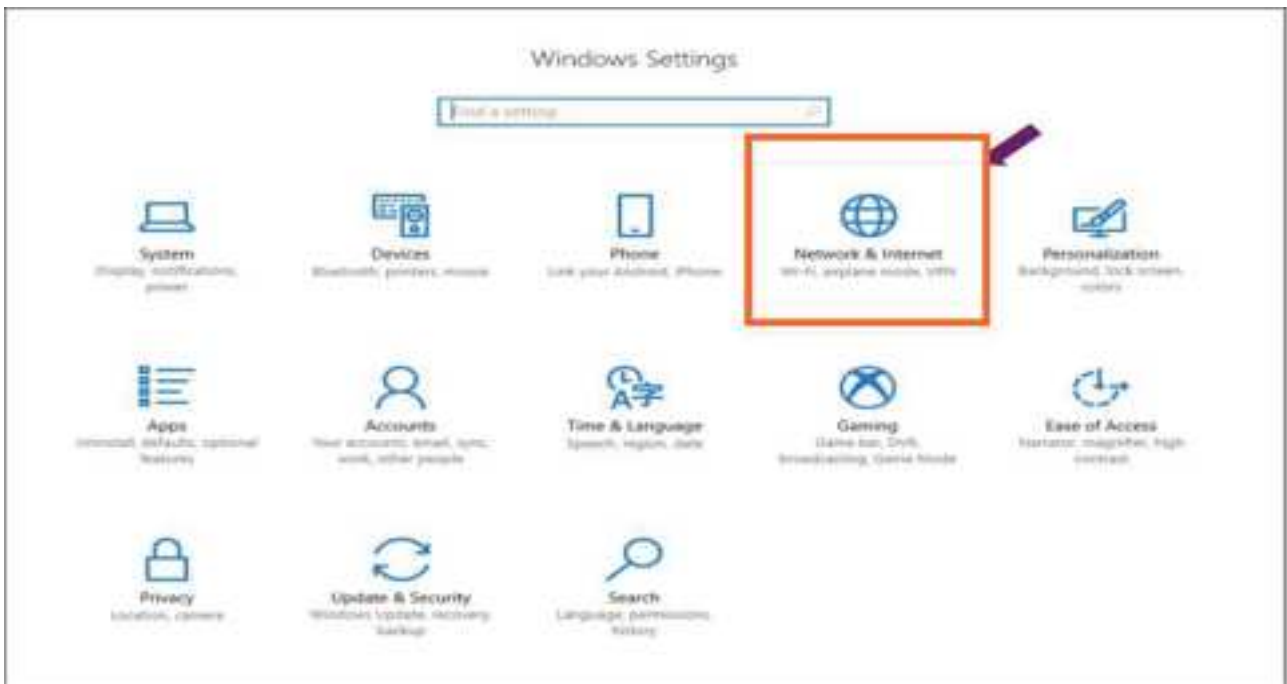 Windows Settings
Find a setting
System
Display, notifications,
power
Devices
Bluetooth, printers, mouse
Phone
Link your Android, iPhone
Network & Internet
Wi-Fi, airplane mode, VPN
Personalization
Background, lock screen,
colors
Apps
Uninstall, defaults, optional
features
Accounts
Your accounts, email, sync,
work, other people
Time & Language
Speech, region, date
Gaming
Game bar, DVR,
broadcasting, Game Mode
Ease of Access
Narrator, magnifier, high
contrast
Privacy
Location, camera
Update & Security
Windows Update, recovery,
backup
Search
Language, permissions,
history
A字